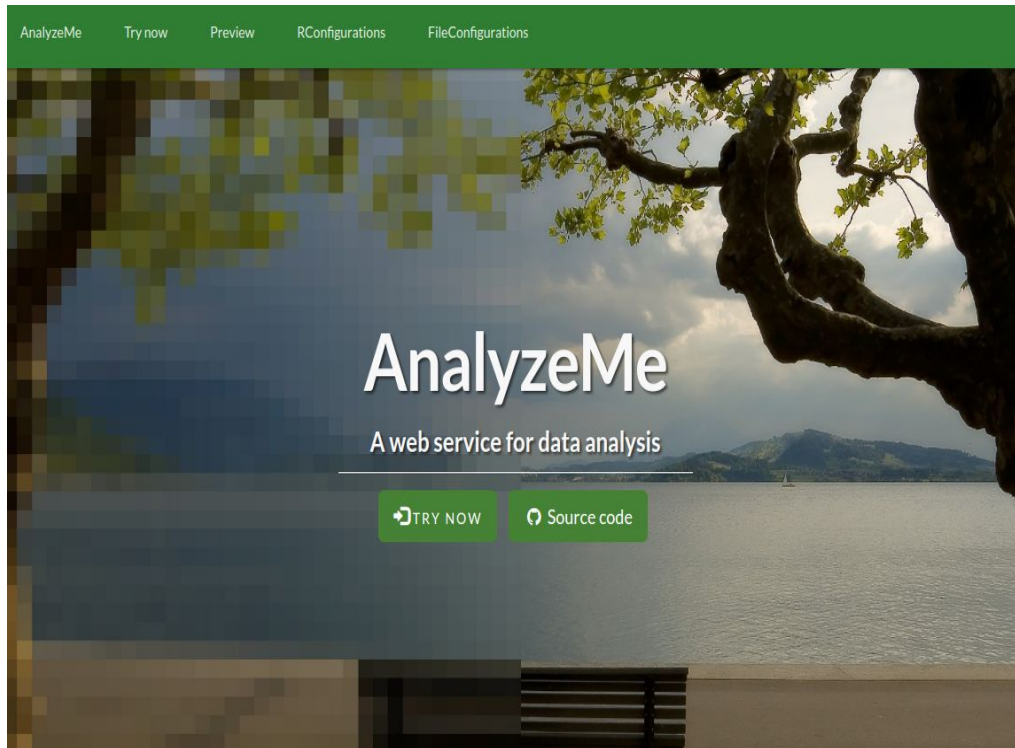 AnalyzeMe Try now Preview RConfigurations FileConfigurations
AnalyzeMe
A web service for data analysis
TRY NOW Source code